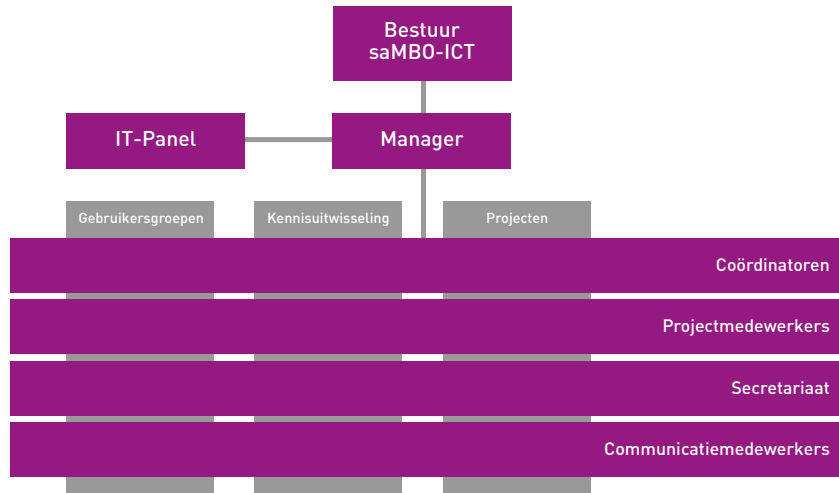 Bestuur
saMBO-ICT
IT-Panel
Manager
Gebruikersgroepen
Kennisuitwisseling
Projecten
Coördinatoren
Projectmedewerkers
Secretariaat
Communicatiemedewerkers